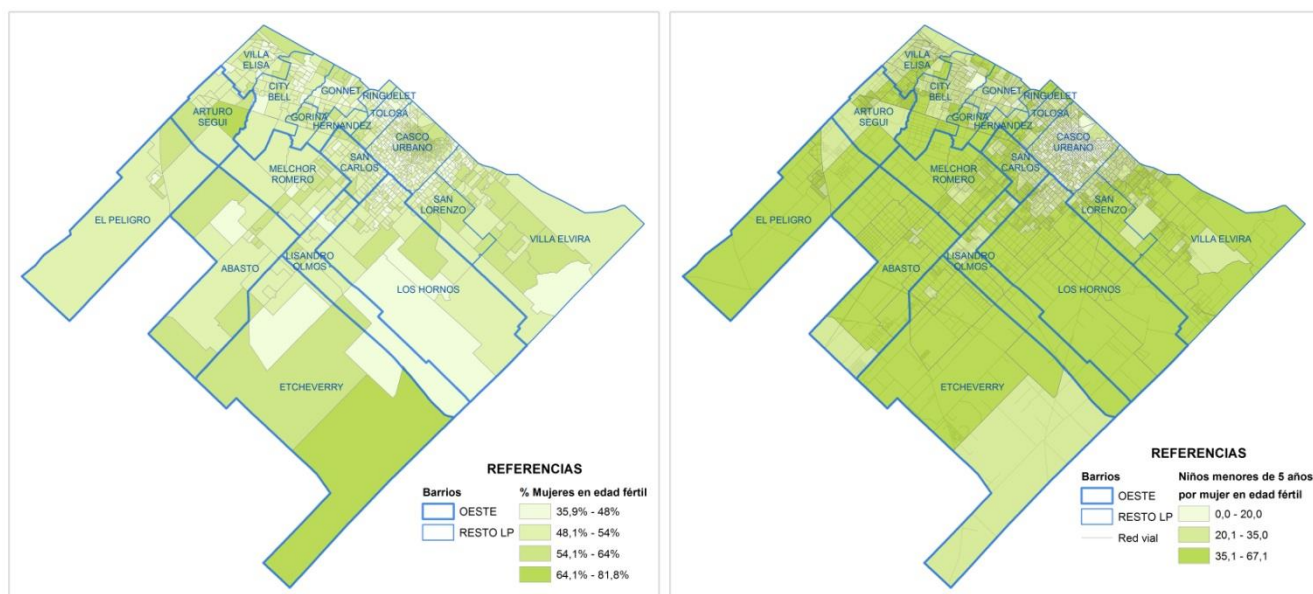 VILLA
ELISA
CITY
BELL
GONNET
RINGUELET
TOLOSA
ARTURO
SEGUI
GORINA
HERNANDEZ
CASCO
URBANO
MELCHOR
ROMERO
SAN
CARLOS
SAN
LORENZO
EL PELIGRO
VILLA ELVIRA
ABASTO
LISANDRO
OLMOS
LOS HORNOS
ETCHEVERRY
REFERENCIAS
Barrios
OESTE
RESTO LP
% Mujeres en edad fértil
35,9% - 48%
48,1% - 54%
54,1% - 64%
64,1% - 81,8%
VILLA
ELISA
CITY
BELL
GONNET
RINGUELET
TOLOSA
ARTURO
SEGUI
GORINA
HERNANDEZ
CASCO
URBANO
MELCHOR
ROMERO
SAN
CARLOS
SAN
LORENZO
EL PELIGRO
VILLA ELVIRA
ABASTO
LISANDRO
OLMOS
LOS HORNOS
ETCHEVERRY
REFERENCIAS
Barrios
OESTE
RESTO LP
Red vial
Niños menores de 5 años
por mujer en edad fértil
0,0 - 20,0
20,1 - 35,0
35,1 - 67,1